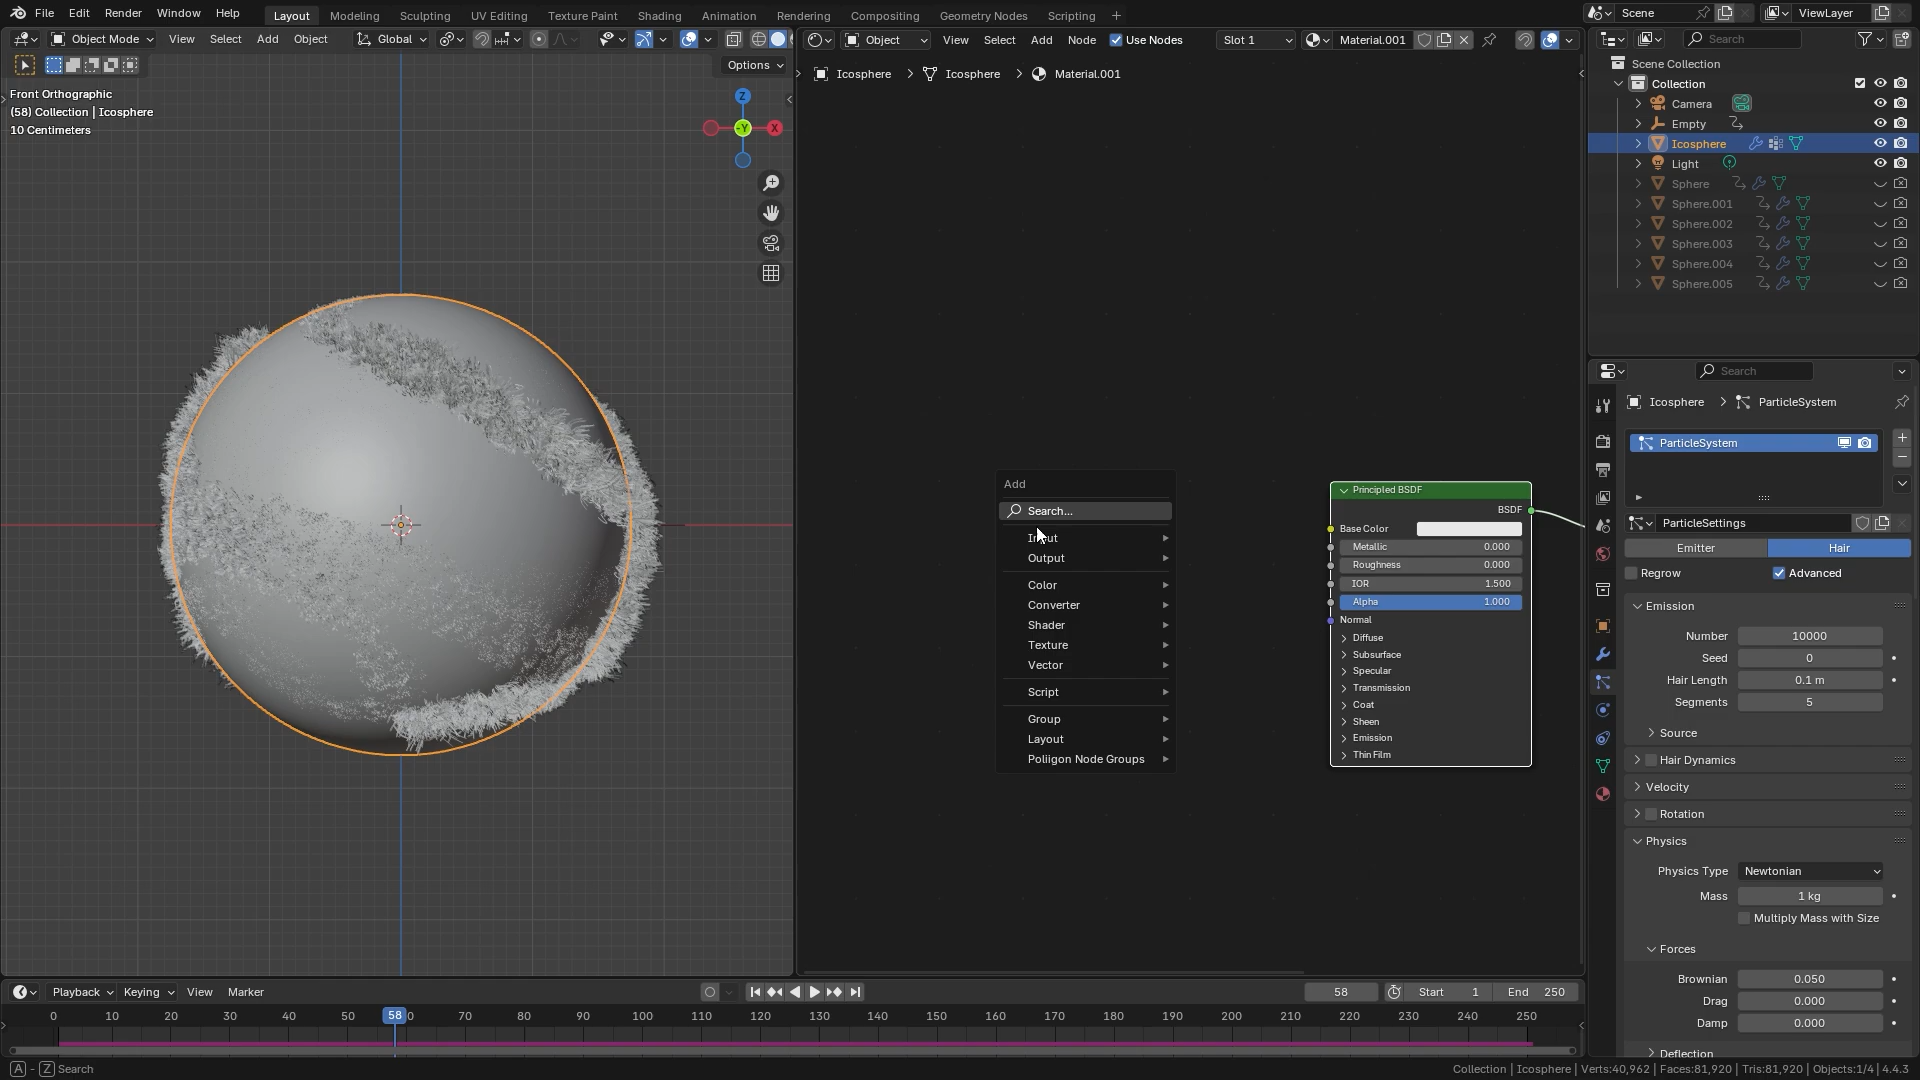 File Edit Render Window Help Layout Modeling Sculpting UV Editing Texture Paint Shading Animation Rendering Compositing Geometry Nodes Scripting Scene ViewLayer
Object Mode View Select Add Object Global
Options
Front Orthographic
(58) Collection | Icosphere
10 Centimeters
Z
-Y
X
Object View Select Add Node Use Nodes Slot 1 Material.001
Icosphere Icosphere Material.001
Add
Search...
Input
Output
Color
Converter
Shader
Texture
Vector
Script
Group
Layout
Poliigon Node Groups
Principled BSDF
BSDF
Base Color
Metallic 0.000
Roughness 0.000
IOR 1.500
Alpha 1.000
Normal
Diffuse
Subsurface
Specular
Transmission
Coat
Sheen
Emission
Thin Film
Search
Scene Collection
Collection
Camera
Empty
Icosphere
Light
Sphere
Sphere.001
Sphere.002
Sphere.003
Sphere.004
Sphere.005
Search
Icosphere ParticleSystem
ParticleSystem
ParticleSettings
Emitter Hair
Regrow Advanced
Emission
Number 10000
Seed 0
Hair Length 0.1 m
Segments 5
Source
Hair Dynamics
Velocity
Rotation
Physics
Physics Type Newtonian
Mass 1 kg
Multiply Mass with Size
Forces
Brownian 0.050
Drag 0.000
Damp 0.000
Deflection
Playback Keying View Marker 58 Start 1 End 250
0 10 20 30 40 50 58 70 80 90 100 110 120 130 140 150 160 170 180 190 200 210 220 230 240 250
A - Z Search
Collection | Icosphere | Verts:40,962 | Faces:81,920 | Tris:81,920 | Objects:1/4 | 4.4.3